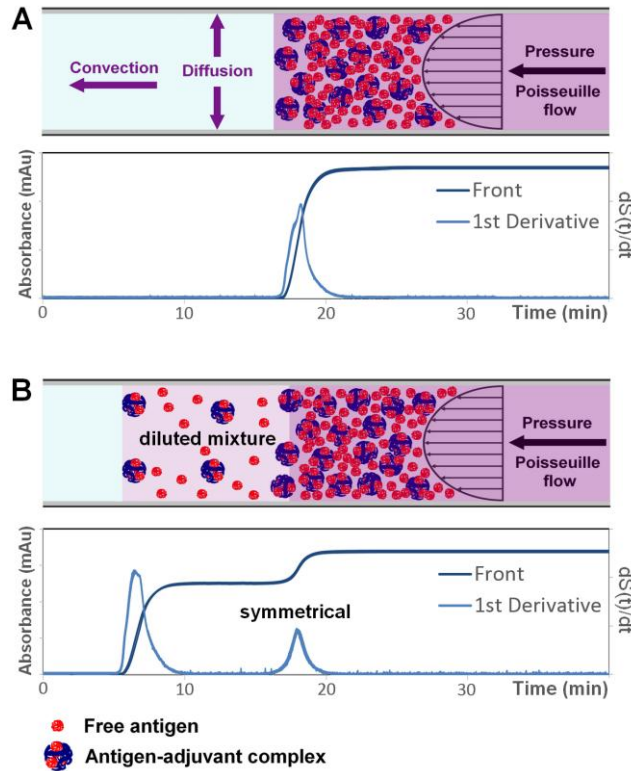 A
Convection
Diffusion
Pressure
Poisseuille
flow
Absorbance (mAu)
Front
1st Derivative
dS(t)/dt
0
10
20
30
Time (min)
B
diluted mixture
Pressure
Poisseuille
flow
Absorbance (mAu)
Front
1st Derivative
symmetrical
dS(t)/dt
0
10
20
30
Time (min)
Free antigen
Antigen-adjuvant complex